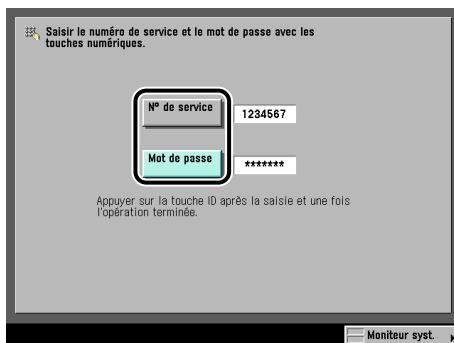 Saisir le numéro de service et le mot de passe avec les
touches numériques.
Nº de service
1234567
Mot de passe
*******
Appuyer sur la touche ID après la saisie et une fois
l'opération terminée.
Moniteur syst.